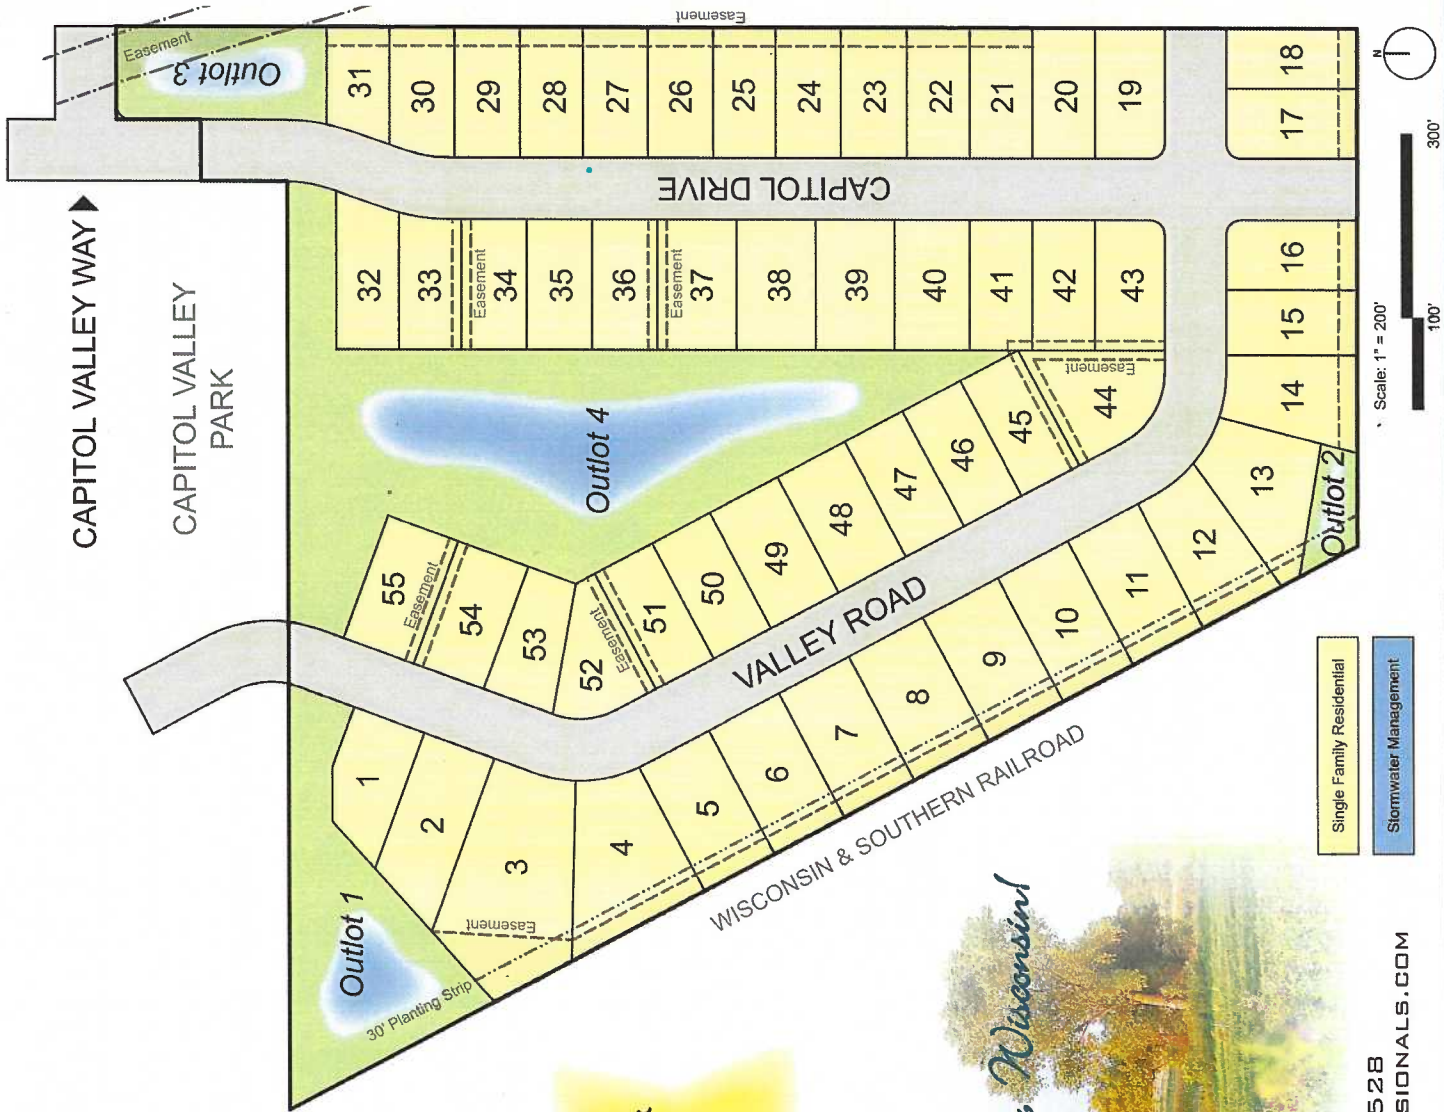 CAPITOL VALLEY WAY
CAPITOL VALLEY
PARK
Easement
Outlot 3
Easement
31
30
29
28
27
26
25
24
23
22
21
20
19
18
17
CAPITOL DRIVE
32
33
Easement
34
35
36
Easement
37
38
39
40
41
42
43
16
15
14
Outlot 4
Easement
44
45
46
47
48
49
50
51
Easement
Easement
52
53
54
Easement
55
VALLEY ROAD
1
2
3
4
5
6
7
8
9
10
11
12
13
Outlot 2
Easement
Outlot 1
30' Planting Strip
WISCONSIN & SOUTHERN RAILROAD
N
Scale: 1" = 200'
100'
300'
Single Family Residential
Stormwater Management
Wisconsin!
528
SIONALS.COM